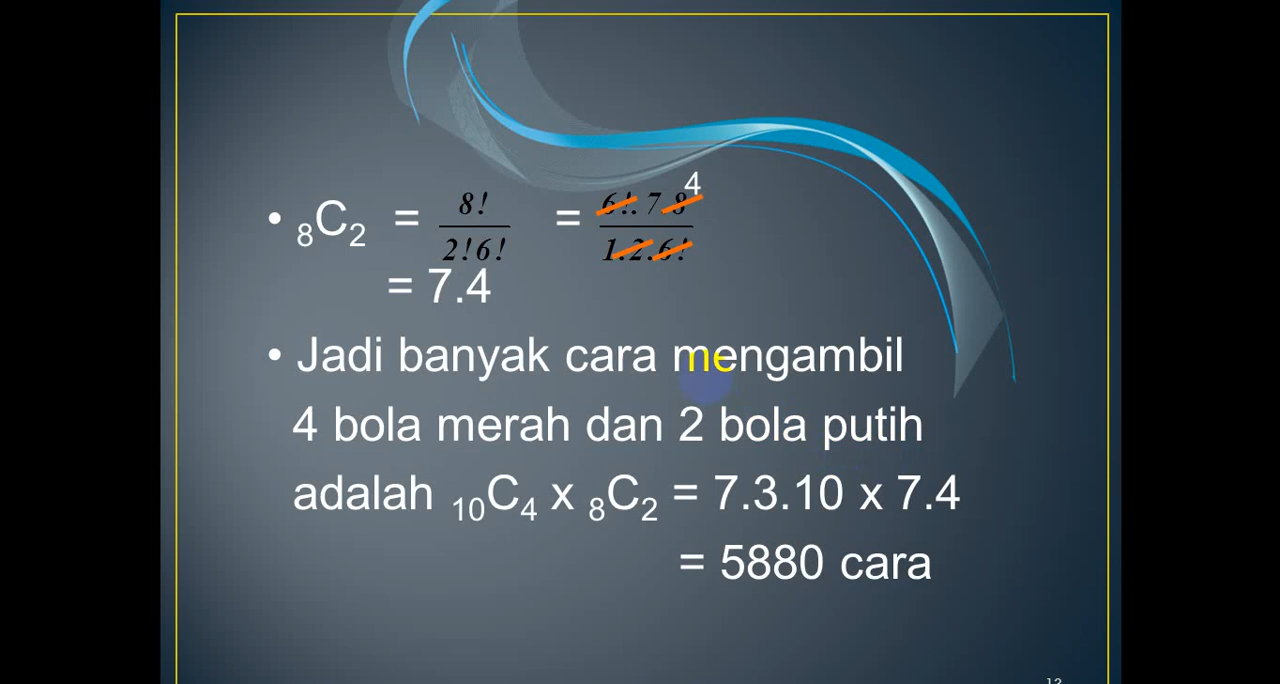 • ₈C₂ = 8! / 2!6! = 6!.7.8 / 1.2.6! 4
= 7.4
• Jadi banyak cara mengambil
4 bola merah dan 2 bola putih
adalah ₁₀C₄ x ₈C₂ = 7.3.10 x 7.4
= 5880 cara